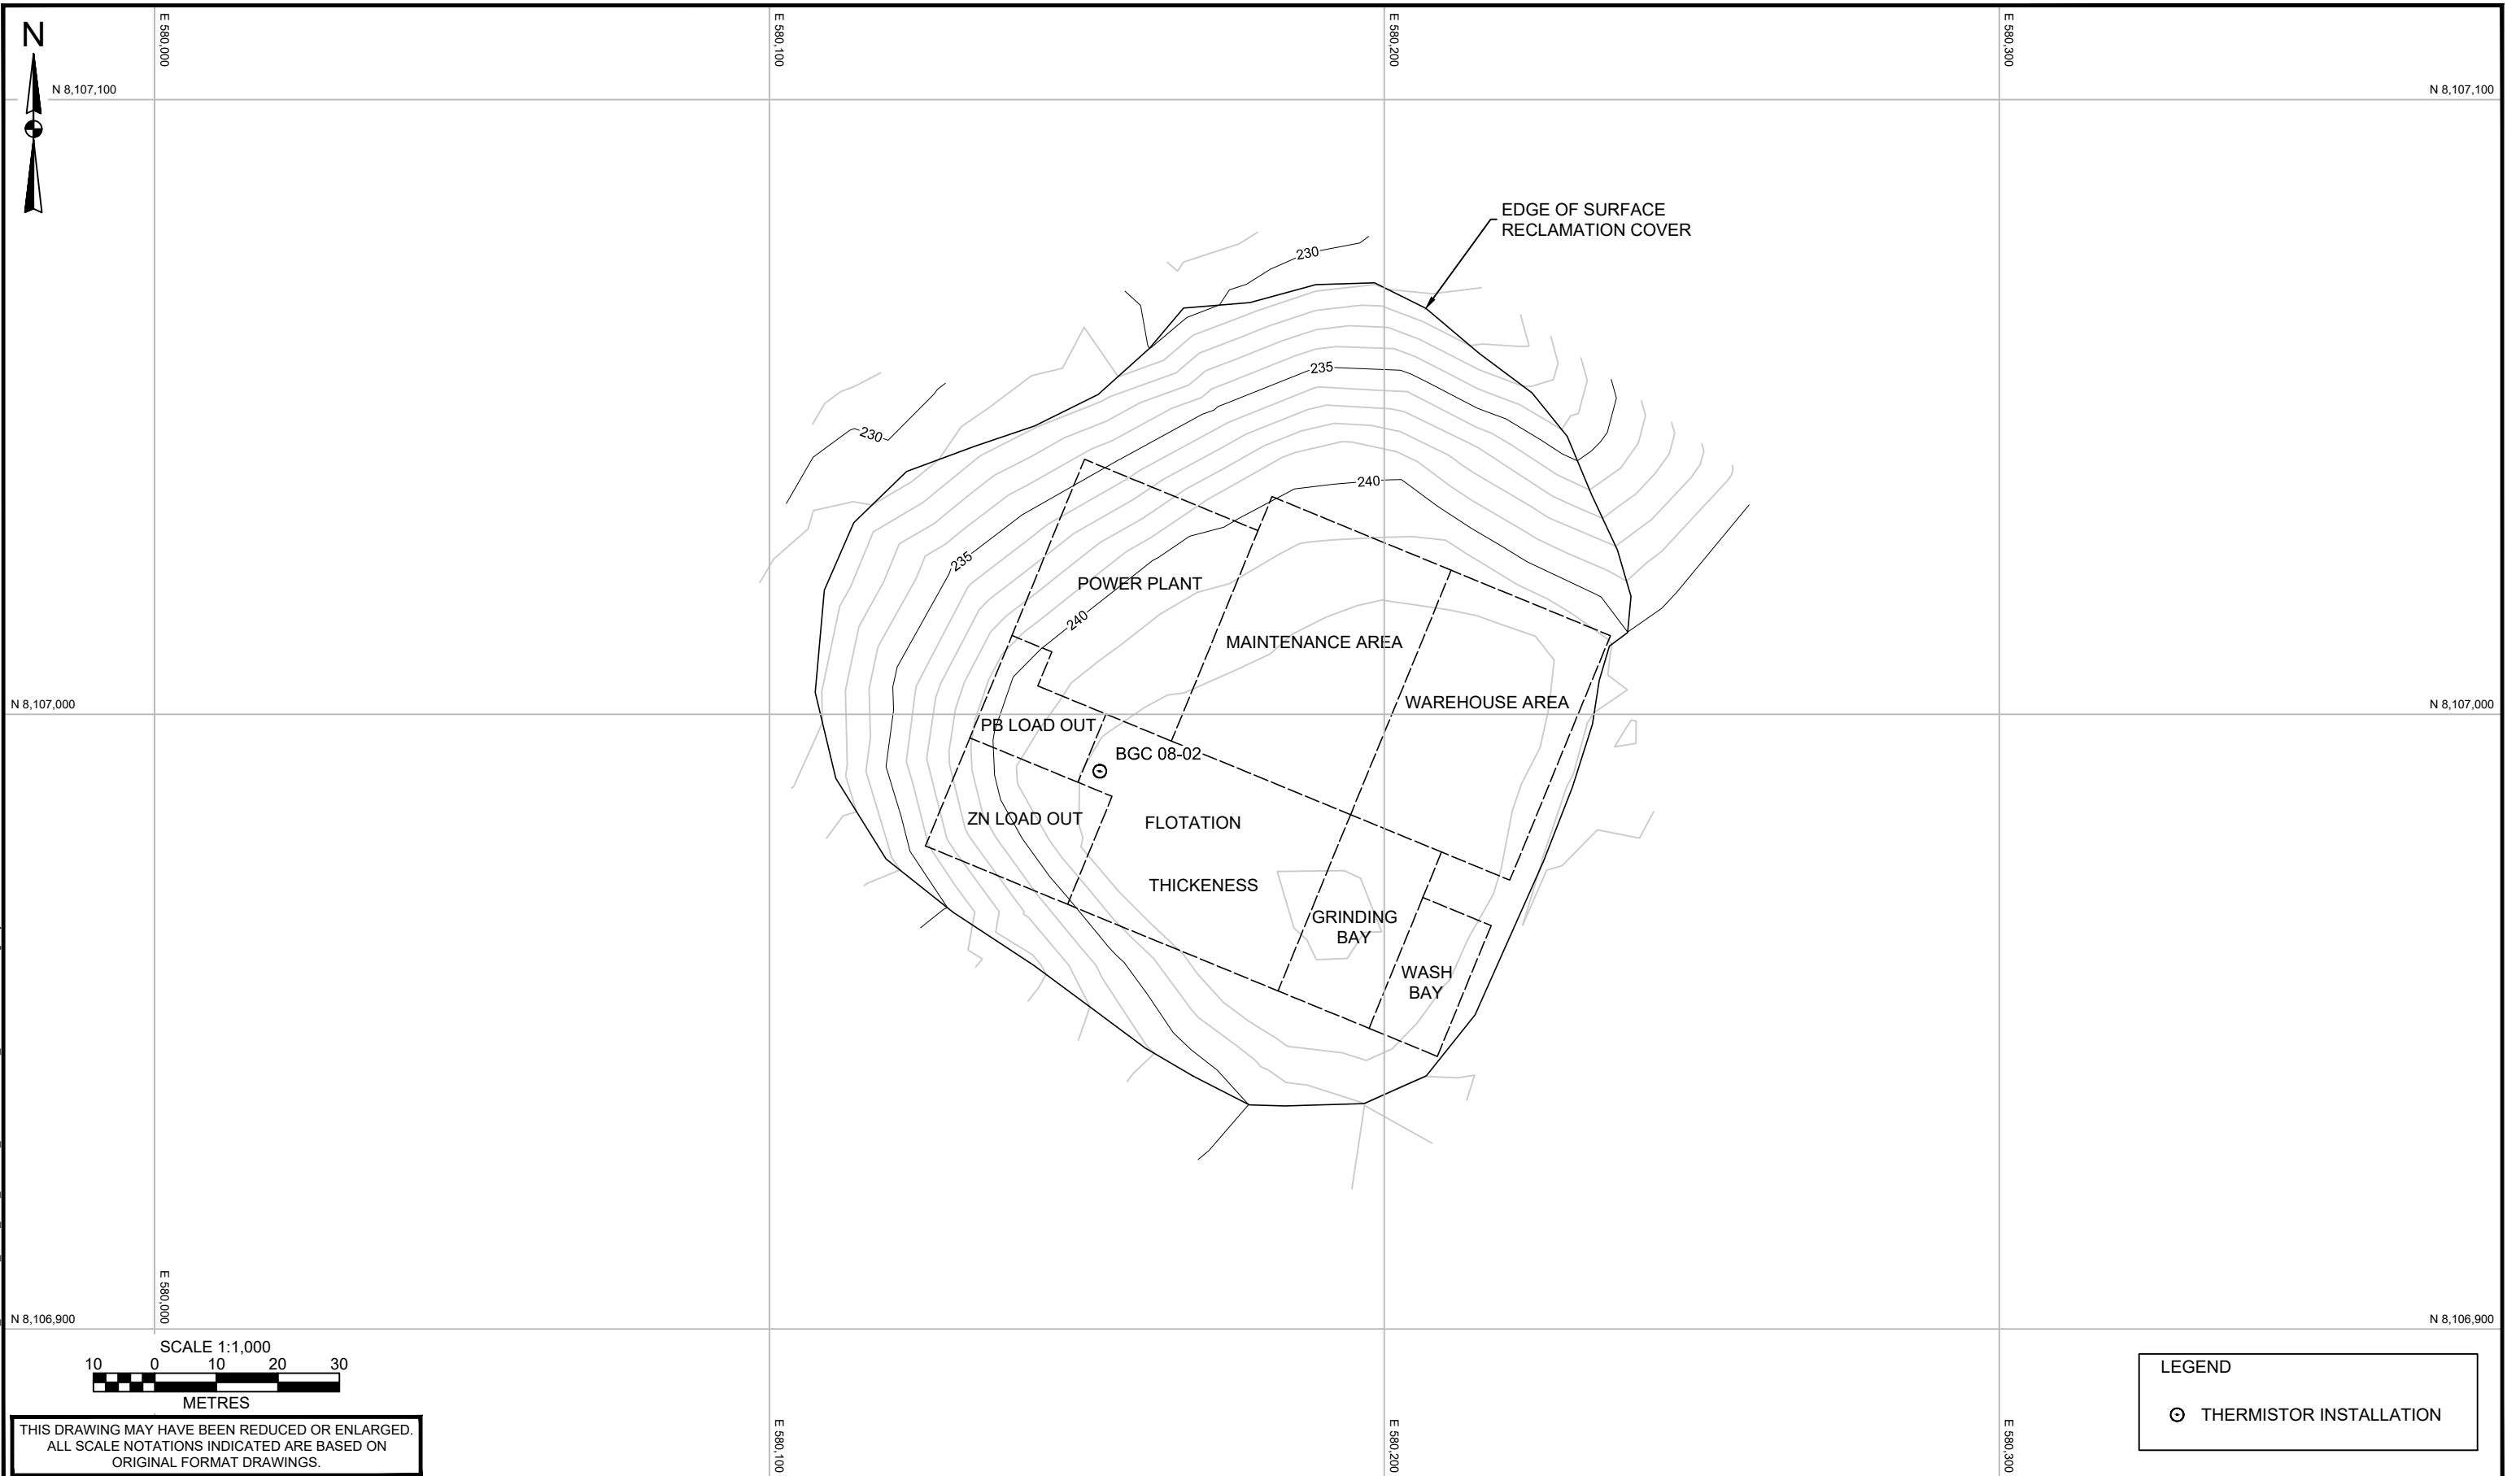 E 580,000
E 580,100
E 580,200
E 580,300
N
N 8,107,100
N 8,107,100
EDGE OF SURFACE
RECLAMATION COVER
230
235
230
240
235
POWER PLANT
240
MAINTENANCE AREA
WAREHOUSE AREA
N 8,107,000
N 8,107,000
PB LOAD OUT
BGC 08-02
ZN LOAD OUT
FLOTATION
THICKENESS
GRINDING
BAY
WASH
BAY
E 580,000
N 8,106,900
N 8,106,900
SCALE 1:1,000
10 0 10 20 30
METRES
THIS DRAWING MAY HAVE BEEN REDUCED OR ENLARGED.
ALL SCALE NOTATIONS INDICATED ARE BASED ON
ORIGINAL FORMAT DRAWINGS.
E 580,100
E 580,200
E 580,300
LEGEND
THERMISTOR INSTALLATION